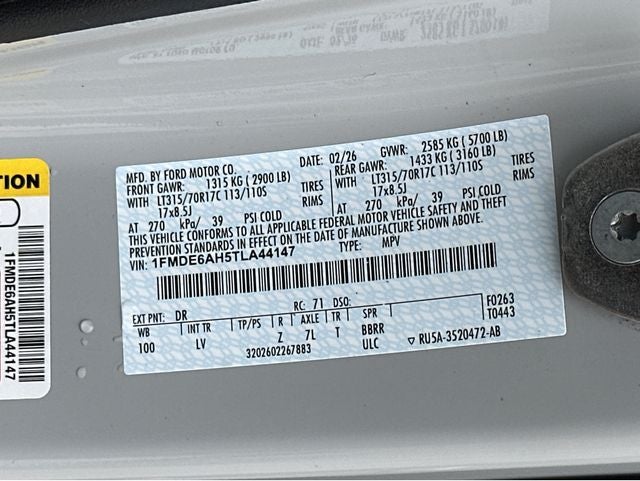 MFD. BY FORD MOTOR CO.
DATE: 02/26
GVWR: 2585 KG ( 5700 LB)
FRONT GAWR: 1315 KG ( 2900 LB)
REAR GAWR: 1433 KG ( 3160 LB)
WITH LT315/70R17C 113/110S TIRES
WITH LT315/70R17C 113/110S TIRES
17x8.5J RIMS
17x8.5J RIMS
AT 270 kPa/ 39 PSI COLD
AT 270 kPa/ 39 PSI COLD
THIS VEHICLE CONFORMS TO ALL APPLICABLE FEDERAL MOTOR VEHICLE SAFETY AND THEFT
PREVENTION STANDARDS IN EFFECT ON THE DATE OF MANUFACTURE SHOWN ABOVE.
VIN: 1FMDE6AH5TLA44147
TYPE: MPV
EXT PNT: DR RC: 71 DSO: F0263
WB INT TR TP/PS R AXLE TR SPR T0443
100 LV Z 7L T BBRR
ULC
3202602267883
▽ RU5A-3520472-AB
TION
1FMDE6AH5TLA44147